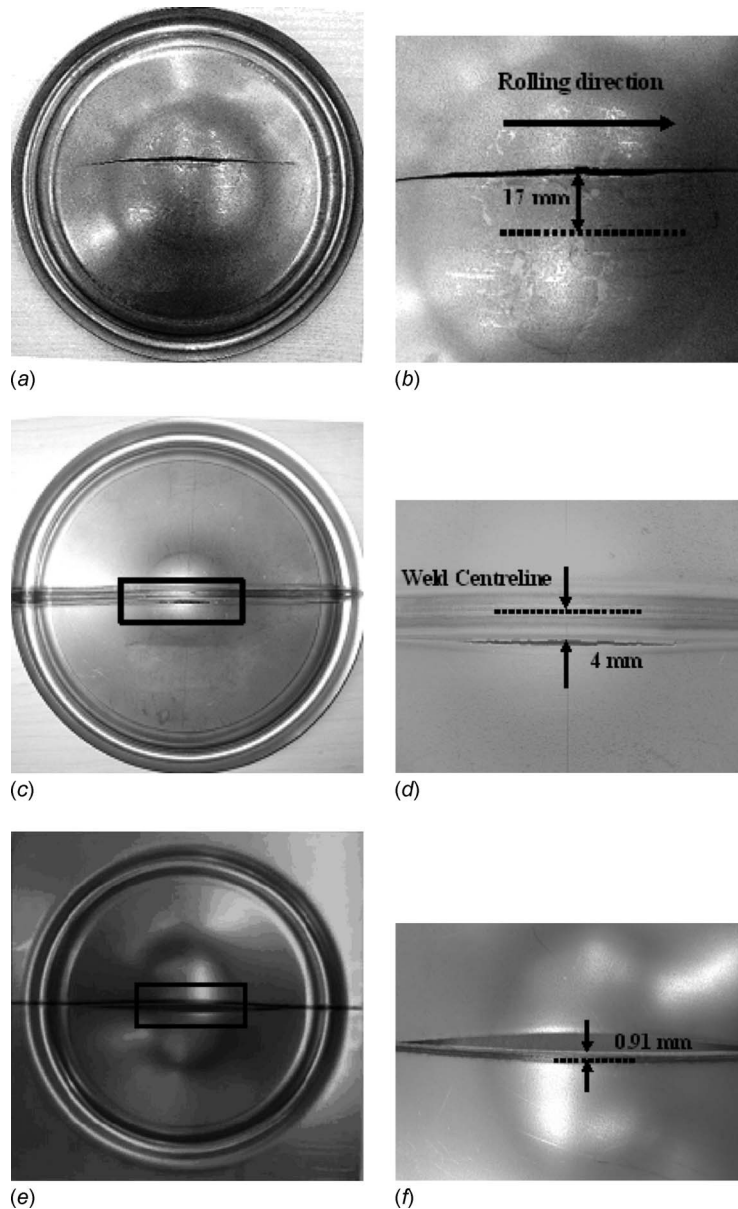 Rolling direction
17 mm
(a)
(b)
Weld Centreline
4 mm
(c)
(d)
0.91 mm
(e)
(f)